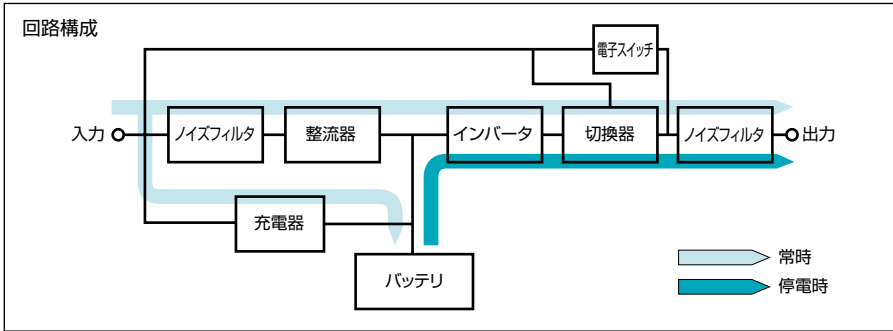 回路構成
電子スイッチ
入力
ノイズフィルタ
整流器
インバータ
切換器
ノイズフィルタ
出力
充電器
バッテリ
常時
停電時